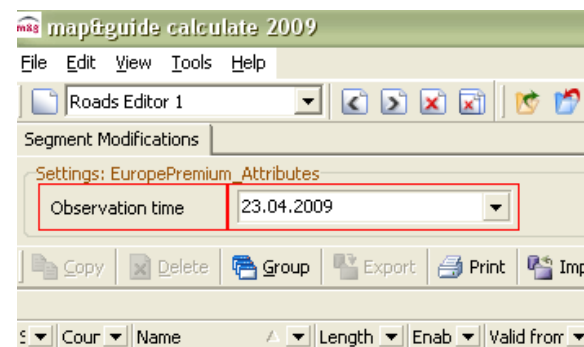 m&g map&guide calculate 2009
File Edit View Tools Help
Roads Editor 1
Segment Modifications
Settings: EuropePremium_Attributes
Observation time 23.04.2009
Copy Delete Group Export Print Imp
S Cour Name Length Enab Valid fror